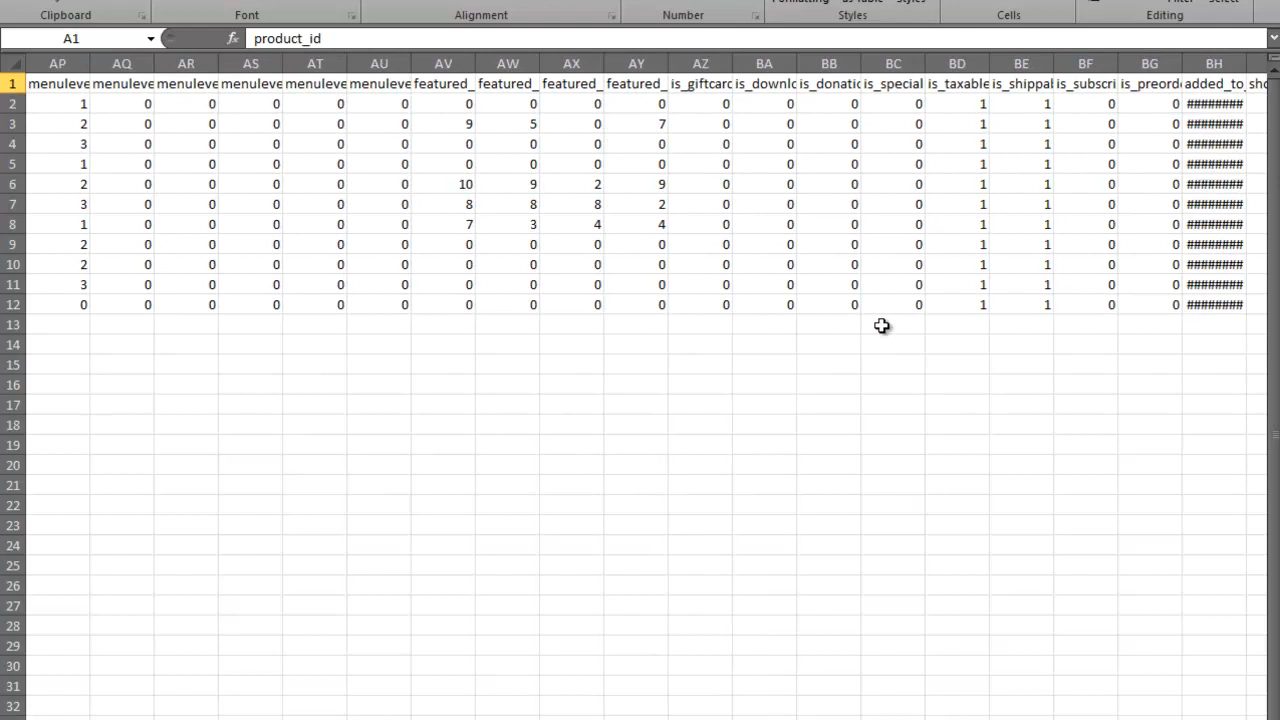 Formatting as Table Styles Filter Select
Clipboard Font Alignment Number Styles Cells Editing
A1 fx product_id
AP AQ AR AS AT AU AV AW AX AY AZ BA BB BC BD BE BF BG BH
1 menuleve menuleve menuleve menuleve menuleve menuleve featured_ featured_ featured_ featured_ is_giftcard is_downlo is_donatio is_special is_taxable is_shippal is_subscri is_preorde added_to_ sho
2 1 0 0 0 0 0 0 0 0 0 0 0 0 0 1 1 0 0 ########
3 2 0 0 0 0 0 9 5 0 7 0 0 0 0 1 1 0 0 ########
4 3 0 0 0 0 0 0 0 0 0 0 0 0 0 1 1 0 0 ########
5 1 0 0 0 0 0 0 0 0 0 0 0 0 0 1 1 0 0 ########
6 2 0 0 0 0 0 10 9 2 9 0 0 0 0 1 1 0 0 ########
7 3 0 0 0 0 0 8 8 8 2 0 0 0 0 1 1 0 0 ########
8 1 0 0 0 0 0 7 3 4 4 0 0 0 0 1 1 0 0 ########
9 2 0 0 0 0 0 0 0 0 0 0 0 0 0 1 1 0 0 ########
10 2 0 0 0 0 0 0 0 0 0 0 0 0 0 1 1 0 0 ########
11 3 0 0 0 0 0 0 0 0 0 0 0 0 0 1 1 0 0 ########
12 0 0 0 0 0 0 0 0 0 0 0 0 0 0 1 1 0 0 ########
13
14
15
16
17
18
19
20
21
22
23
24
25
26
27
28
29
30
31
32